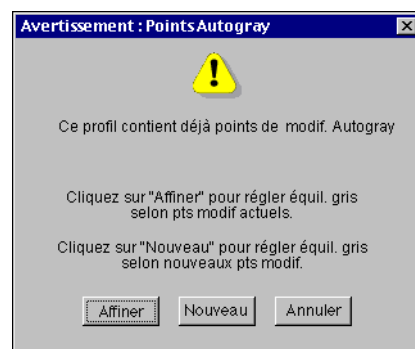 Avertissement : Points Autogray
Ce profil contient déjà points de modif. Autogray
Cliquez sur "Affiner" pour régler équil. gris
selon pts modif actuels.
Cliquez sur "Nouveau" pour régler équil. gris
selon nouveaux pts modif.
Affiner Nouveau Annuler